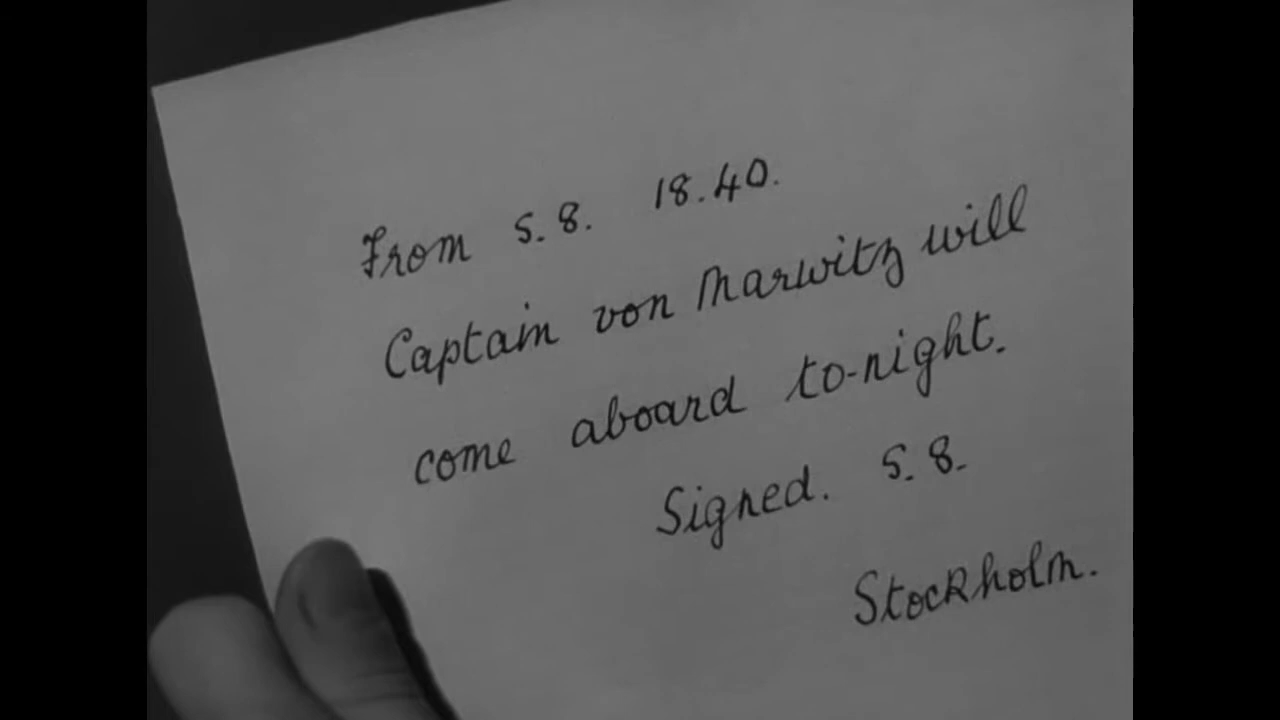 From S.8. 18.40.
Captain von Marwitz will
come aboard to-night.
Signed. S.8.
Stockholm.